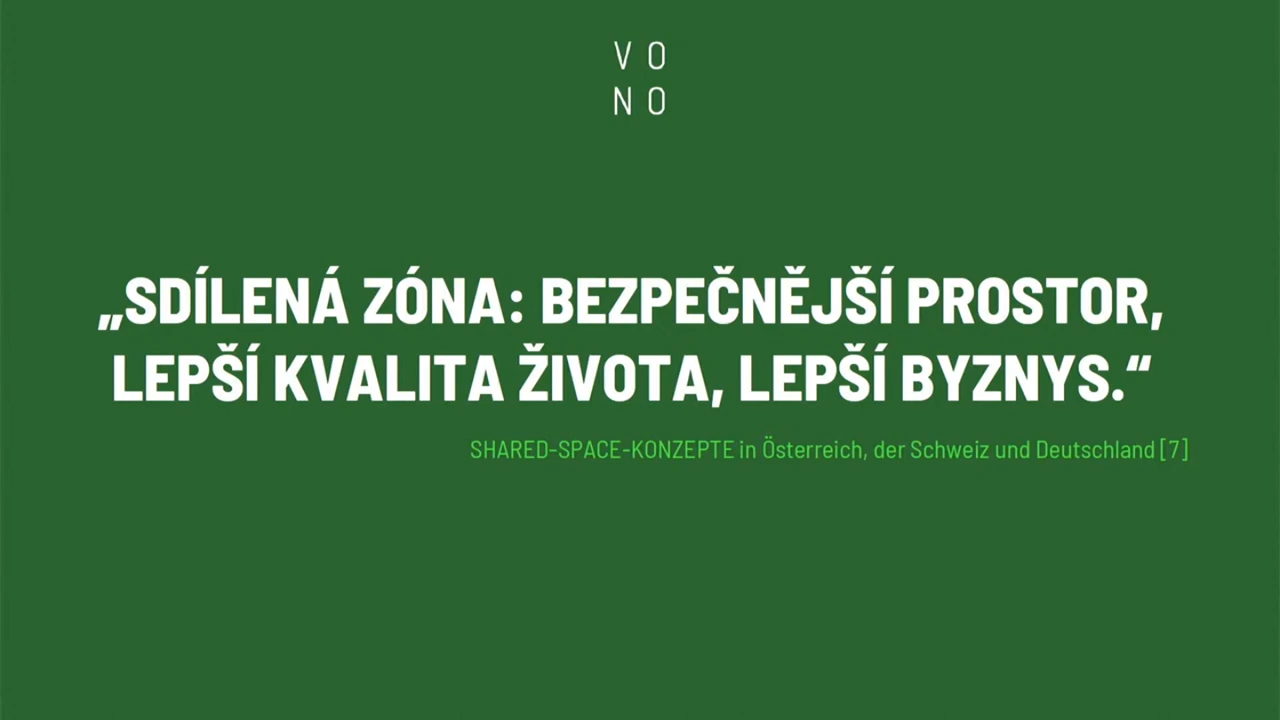 V O
N O
„SDÍLENÁ ZÓNA: BEZPEČNĚJŠÍ PROSTOR,
LEPŠÍ KVALITA ŽIVOTA, LEPŠÍ BYZNYS.“
SHARED-SPACE-KONZEPTE in Österreich, der Schweiz und Deutschland [7]